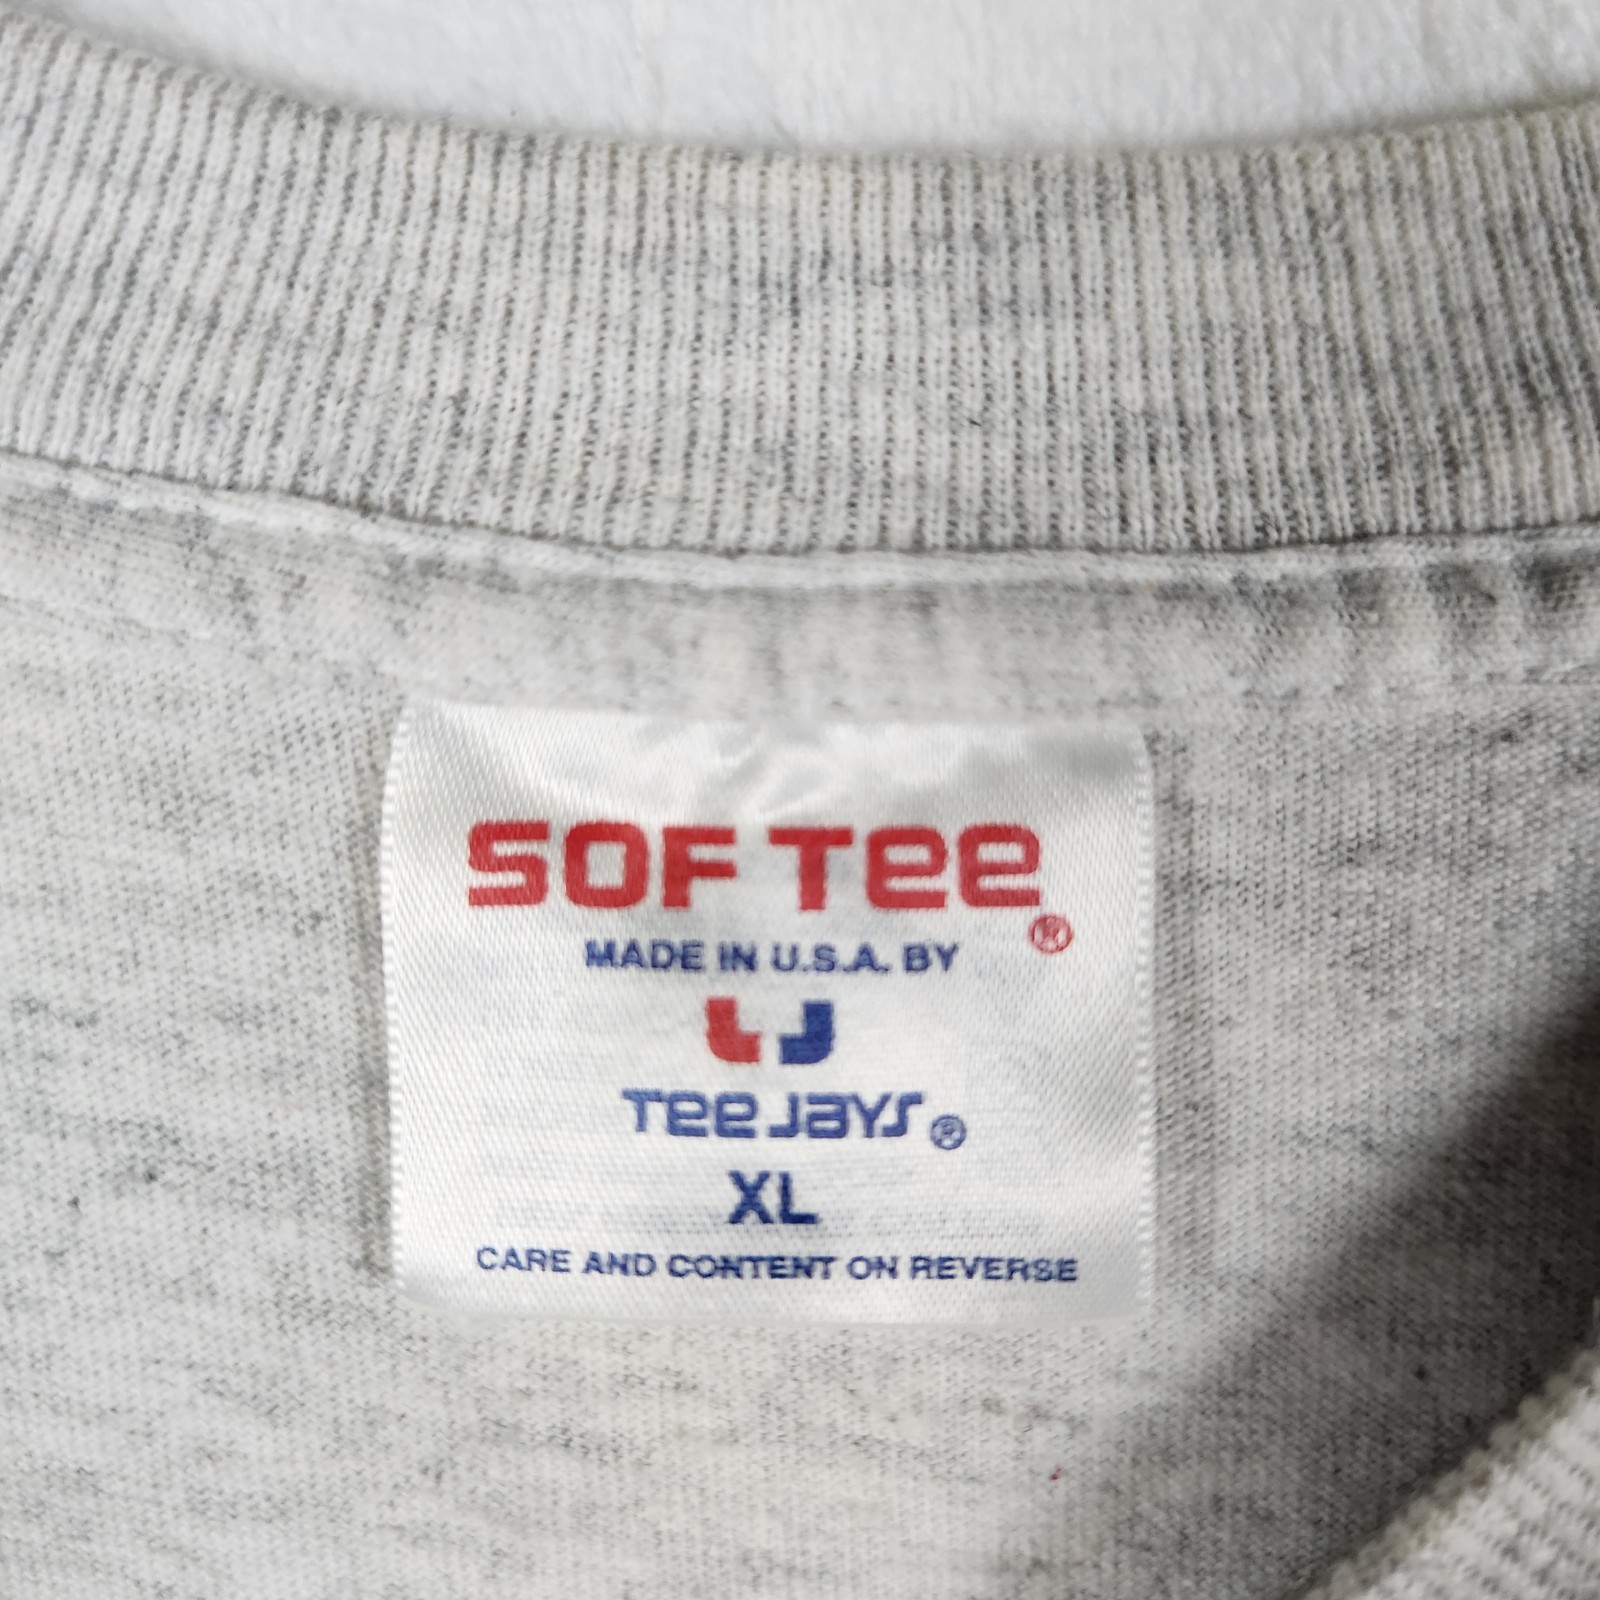 SOF TEE ®
MADE IN U.S.A. BY
TEE JAYS ®
XL
CARE AND CONTENT ON REVERSE